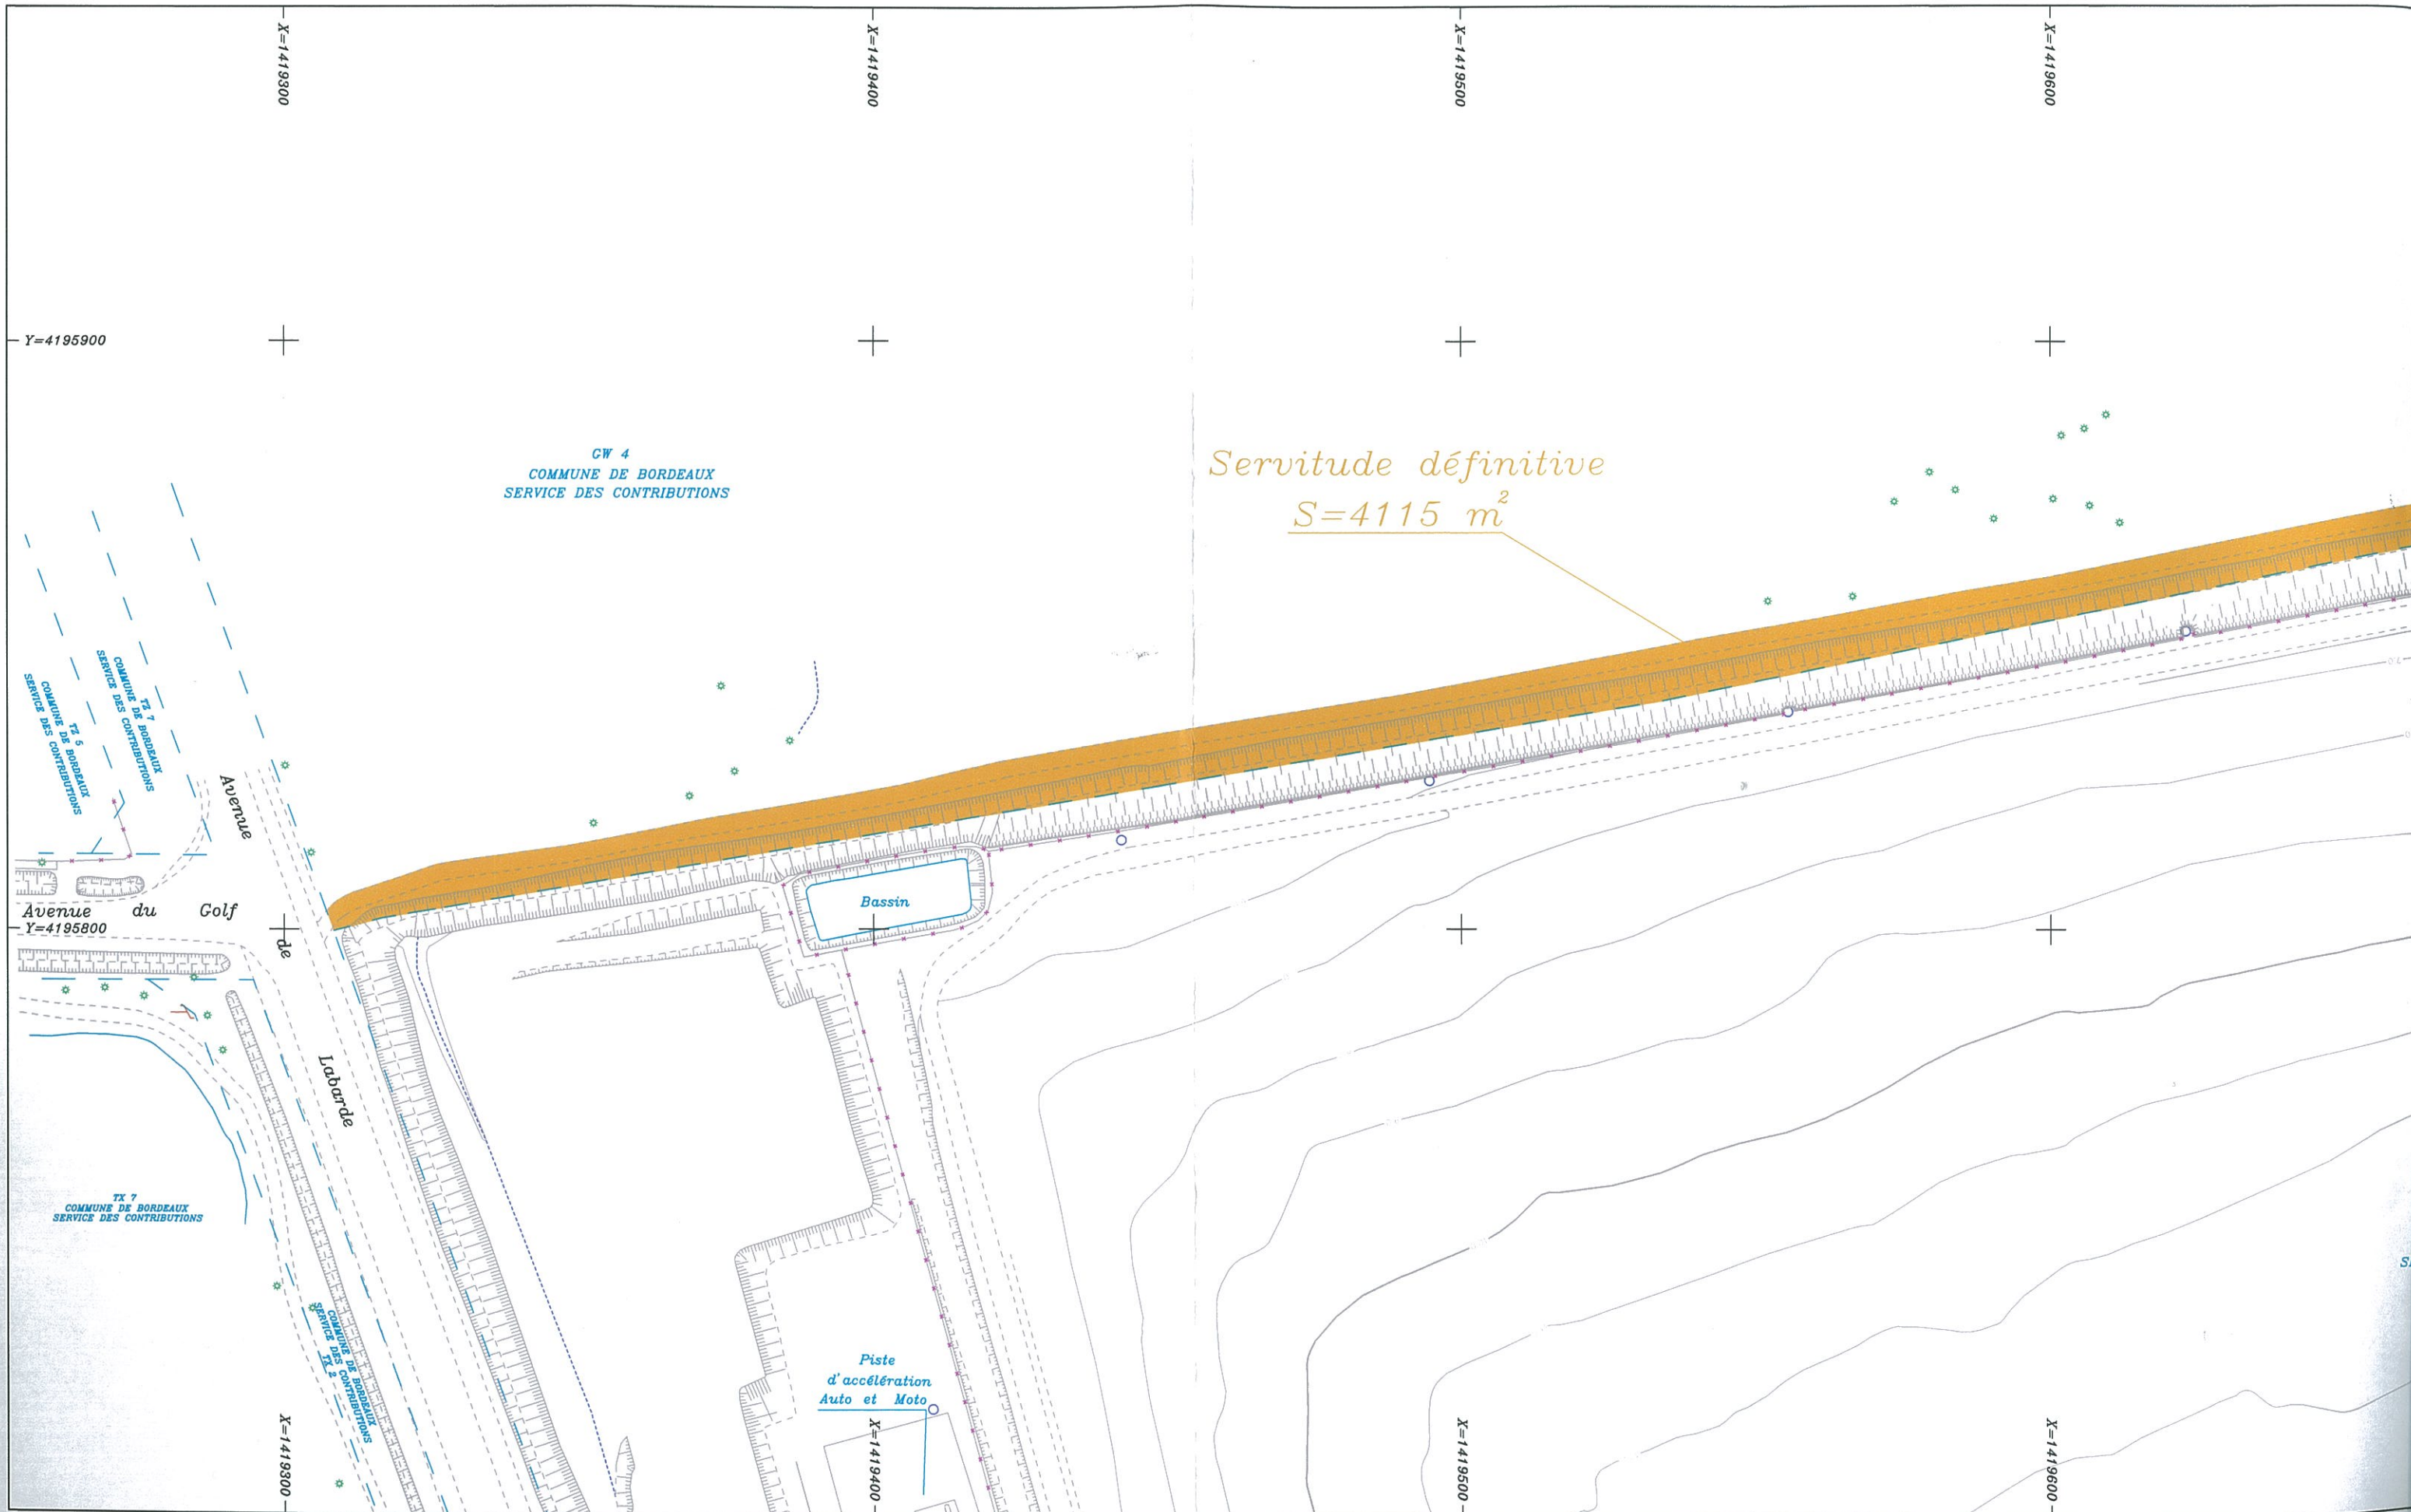 X=1419300
X=1419400
X=1419500
X=1419600
Y=4195900
GW 4
COMMUNE DE BORDEAUX
SERVICE DES CONTRIBUTIONS
Servitude définitive
S=4115 m²
TZ 7
COMMUNE DE BORDEAUX
SERVICE DES CONTRIBUTIONS
TZ 5
COMMUNE DE BORDEAUX
SERVICE DES CONTRIBUTIONS
Avenue
de
Labarde
Avenue du Golf
Y=4195800
Bassin
TX 7
COMMUNE DE BORDEAUX
SERVICE DES CONTRIBUTIONS
COMMUNE DE BORDEAUX
SERVICE DES CONTRIBUTIONS
TX 2
Piste
d'accélération
Auto et Moto
X=1419300
X=1419400
X=1419500
X=1419600